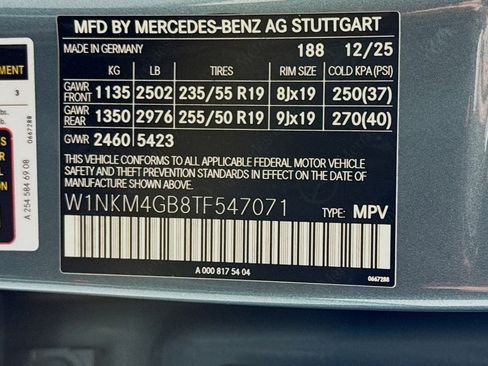 MFD BY MERCEDES-BENZ AG STUTTGART
MADE IN GERMANY 188 12/25
KG LB TIRES RIM SIZE COLD KPA (PSI)
GAWR FRONT 1135 2502 235/55 R19 8Jx19 250(37)
GAWR REAR 1350 2976 255/50 R19 9Jx19 270(40)
GVWR 2460 5423
THIS VEHICLE CONFORMS TO ALL APPLICABLE FEDERAL MOTOR VEHICLE
SAFETY AND THEFT PREVENTION STANDARDS IN EFFECT ON THE DATE OF
MANUFACTURE SHOWN ABOVE.
W1NKM4GB8TF547071 TYPE: MPV
A 000 817 54 04
0667288
EMENT
3
0667288
A 254 584 69 08